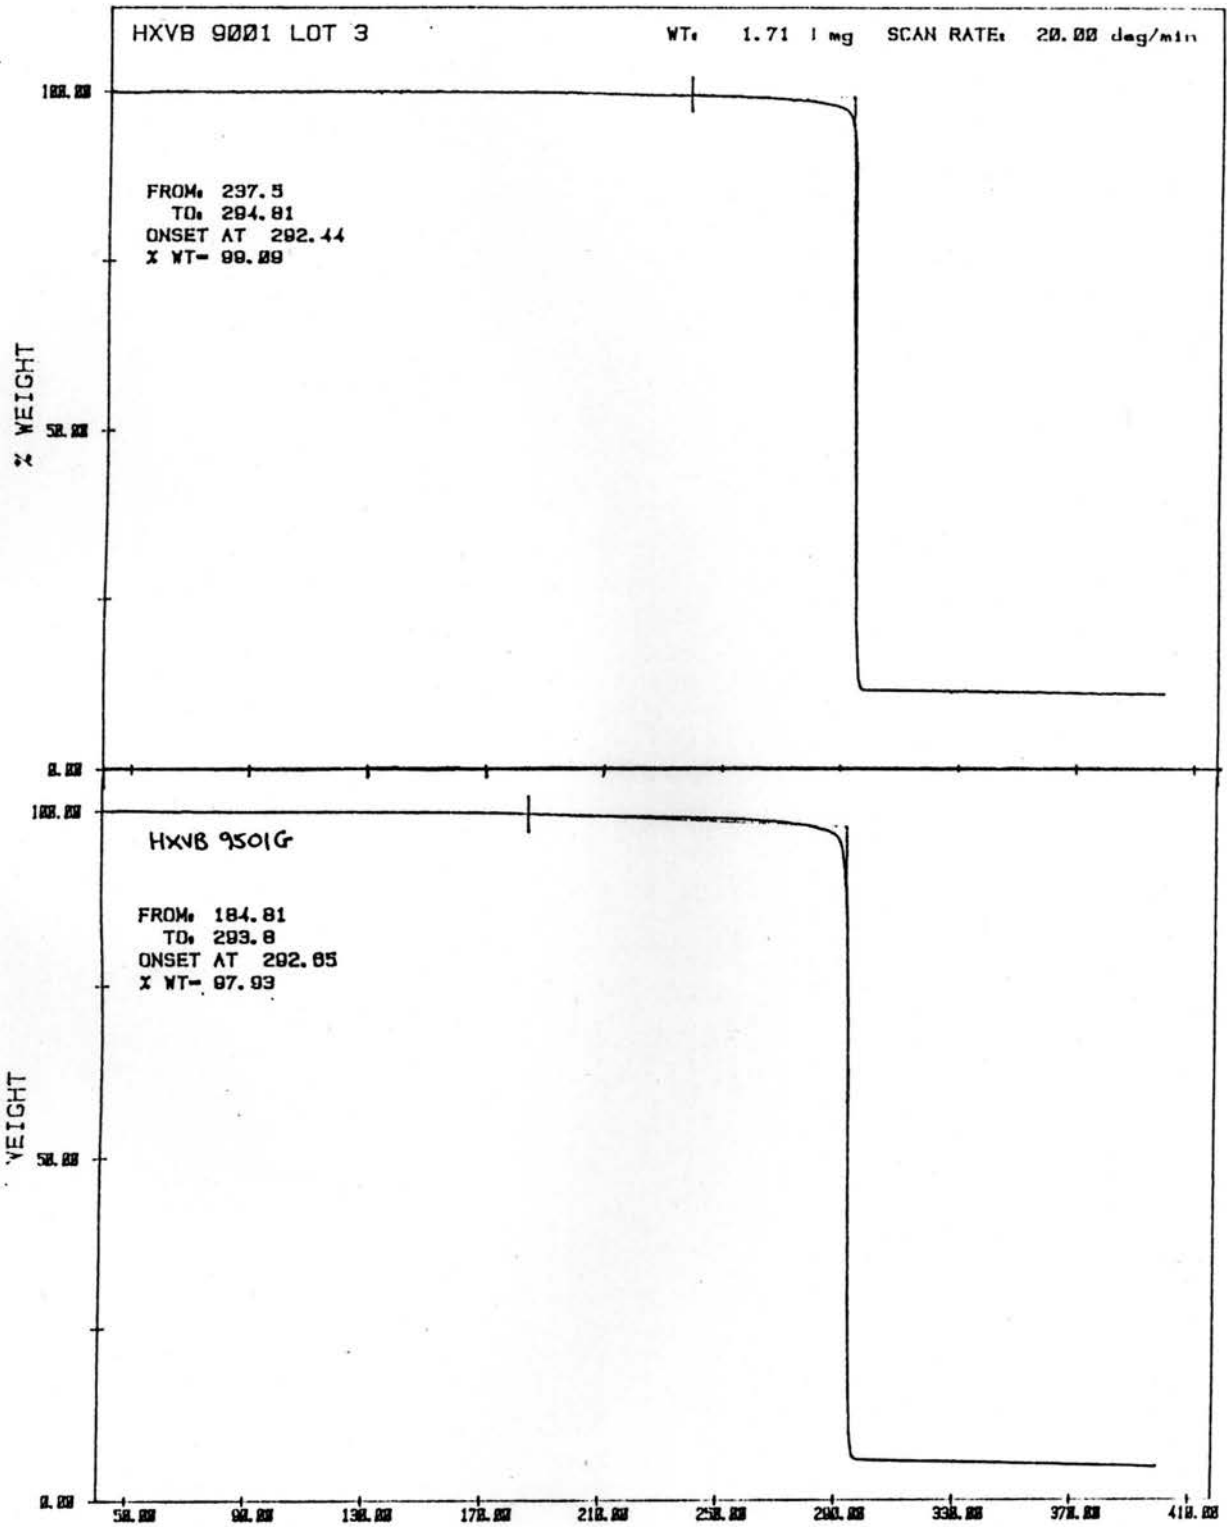 HXVB 9001 LOT 3 WT: 1.71 mg SCAN RATE: 20.00 deg/min
100.00
FROM: 237.5
TO: 294.81
ONSET AT 292.44
% WT= 99.09
% WEIGHT
50.00
0.00
100.00
HXVB 9501G
FROM: 184.81
TO: 293.8
ONSET AT 292.65
% WT= 97.93
WEIGHT
50.00
0.00
50.00 90.00 130.00 170.00 210.00 250.00 290.00 330.00 370.00 410.00